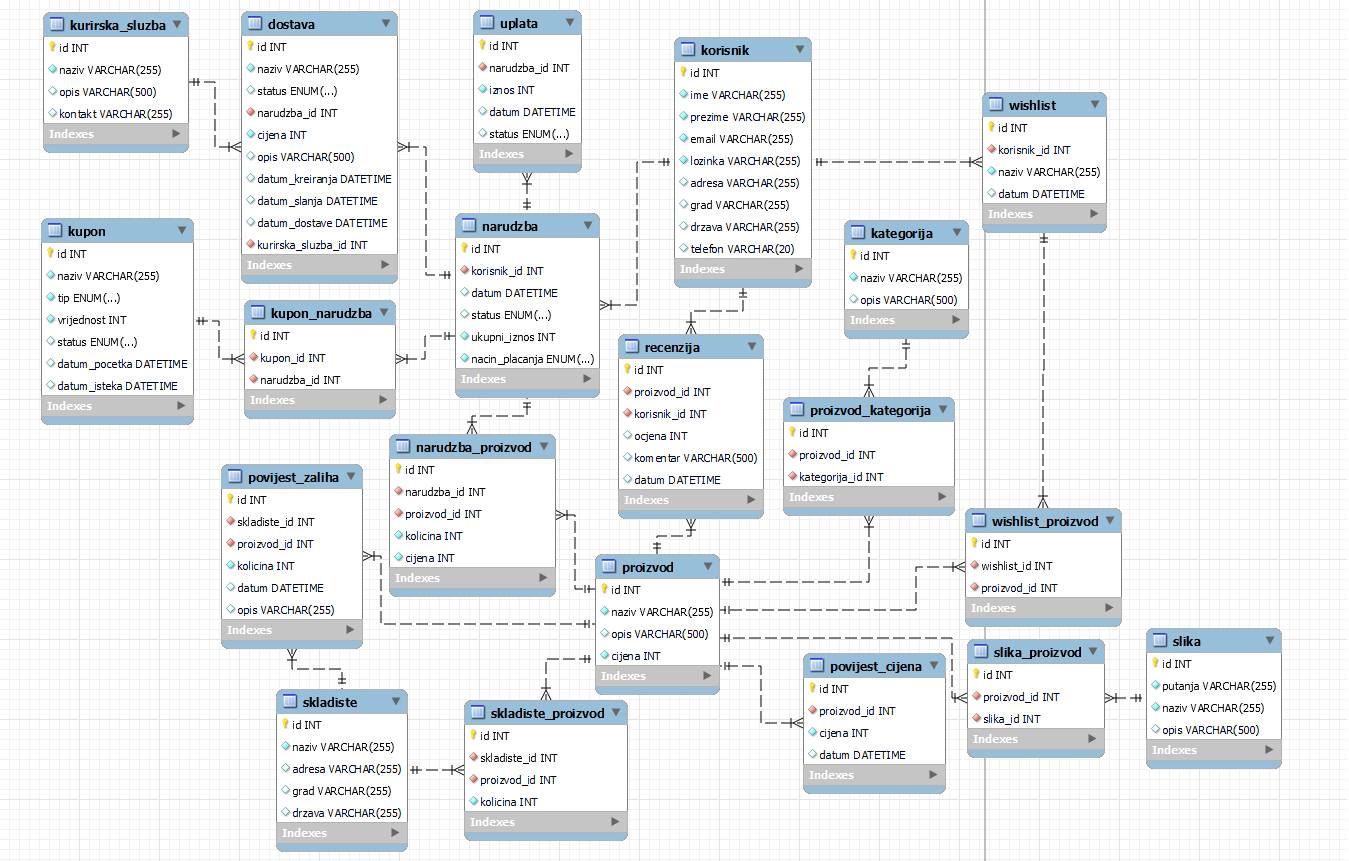 kurirska_sluzba
id INT
naziv VARCHAR(255)
opis VARCHAR(500)
kontakt VARCHAR(255)
Indexes
dostava
id INT
naziv VARCHAR(255)
status ENUM(...)
narudzba_id INT
cijena INT
opis VARCHAR(500)
datum_kreiranja DATETIME
datum_slanja DATETIME
datum_dostave DATETIME
kurirska_sluzba_id INT
Indexes
uplata
id INT
narudzba_id INT
iznos INT
datum DATETIME
status ENUM(...)
Indexes
korisnik
id INT
ime VARCHAR(255)
prezime VARCHAR(255)
email VARCHAR(255)
lozinka VARCHAR(255)
adresa VARCHAR(255)
grad VARCHAR(255)
drzava VARCHAR(255)
telefon VARCHAR(20)
Indexes
wishlist
id INT
korisnik_id INT
naziv VARCHAR(255)
datum DATETIME
Indexes
kupon
id INT
naziv VARCHAR(255)
tip ENUM(...)
vrijednost INT
status ENUM(...)
datum_pocetka DATETIME
datum_isteka DATETIME
Indexes
kupon_narudzba
id INT
kupon_id INT
narudzba_id INT
Indexes
narudzba
id INT
korisnik_id INT
datum DATETIME
status ENUM(...)
ukupni_iznos INT
nacin_placanja ENUM(...)
Indexes
kategorija
id INT
naziv VARCHAR(255)
opis VARCHAR(500)
Indexes
recenzija
id INT
proizvod_id INT
korisnik_id INT
ocjena INT
komentar VARCHAR(500)
datum DATETIME
Indexes
proizvod_kategorija
id INT
proizvod_id INT
kategorija_id INT
Indexes
povijest_zaliha
id INT
skladiste_id INT
proizvod_id INT
kolicina INT
datum DATETIME
opis VARCHAR(255)
Indexes
narudzba_proizvod
id INT
narudzba_id INT
proizvod_id INT
kolicina INT
cijena INT
Indexes
proizvod
id INT
naziv VARCHAR(255)
opis VARCHAR(500)
cijena INT
Indexes
wishlist_proizvod
id INT
wishlist_id INT
proizvod_id INT
Indexes
skladiste
id INT
naziv VARCHAR(255)
adresa VARCHAR(255)
grad VARCHAR(255)
drzava VARCHAR(255)
Indexes
skladiste_proizvod
id INT
skladiste_id INT
proizvod_id INT
kolicina INT
Indexes
povijest_cijena
id INT
proizvod_id INT
cijena INT
datum DATETIME
Indexes
slika_proizvod
id INT
proizvod_id INT
slika_id INT
Indexes
slika
id INT
putanja VARCHAR(255)
naziv VARCHAR(255)
opis VARCHAR(500)
Indexes